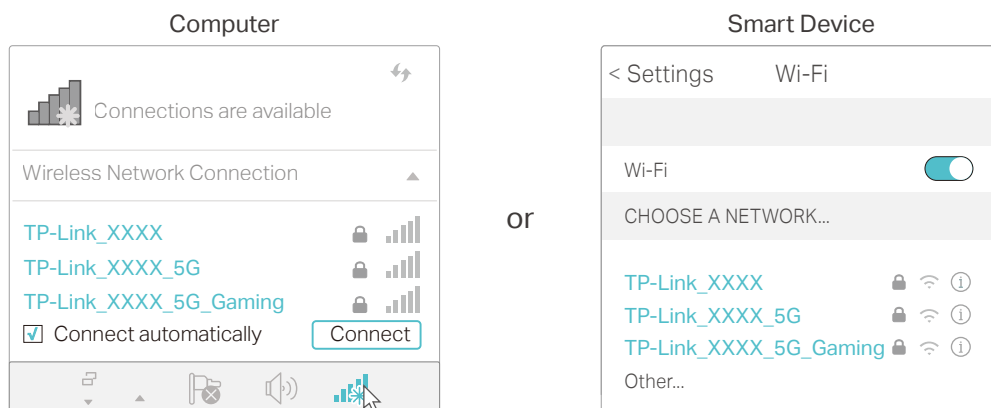 Computer
Connections are available
Wireless Network Connection
TP-Link_XXXX
TP-Link_XXXX_5G
TP-Link_XXXX_5G_Gaming
Connect automatically Connect
or
Smart Device
< Settings Wi-Fi
Wi-Fi
CHOOSE A NETWORK...
TP-Link_XXXX
TP-Link_XXXX_5G
TP-Link_XXXX_5G_Gaming
Other...